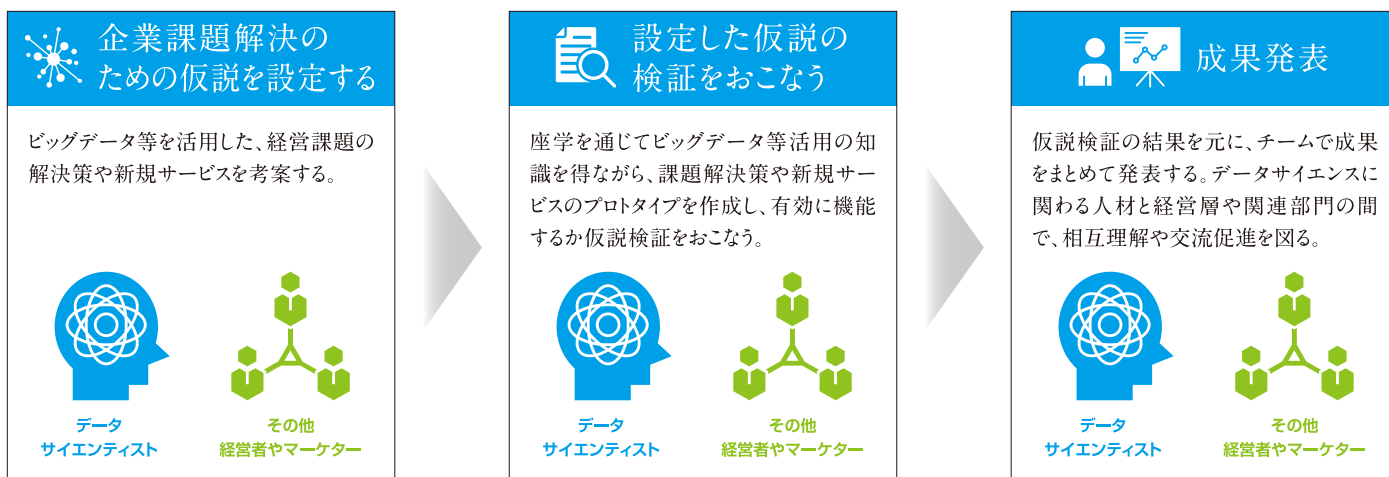 企業課題解決の
ための仮説を設定する
ビッグデータ等を活用した、経営課題の
解決策や新規サービスを考案する。
データ
サイエンティスト
その他
経営者やマーケター
設定した仮説の
検証をおこなう
座学を通じてビッグデータ等活用の知
識を得ながら、課題解決策や新規サー
ビスのプロトタイプを作成し、有効に機能
するか仮説検証をおこなう。
データ
サイエンティスト
その他
経営者やマーケター
成果発表
仮説検証の結果を元に、チームで成果
をまとめて発表する。データサイエンスに
関わる人材と経営層や関連部門の間
で、相互理解や交流促進を図る。
データ
サイエンティスト
その他
経営者やマーケター